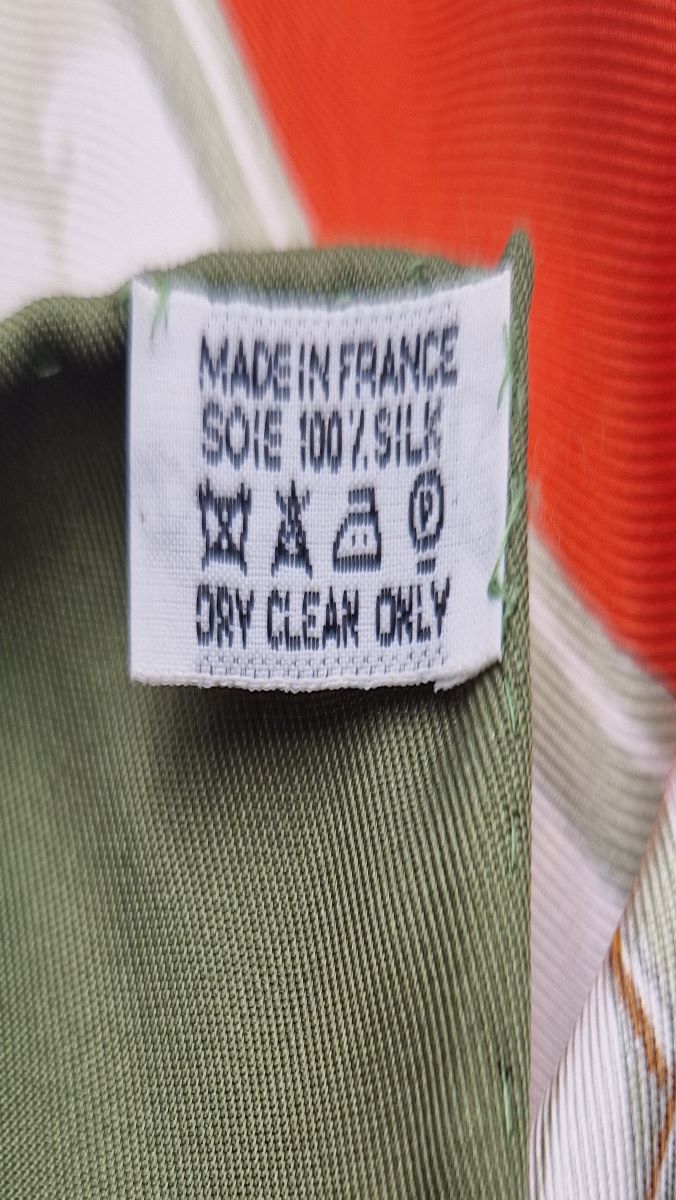 MADE IN FRANCE
SOIE 100% SILK
P
DRY CLEAN ONLY